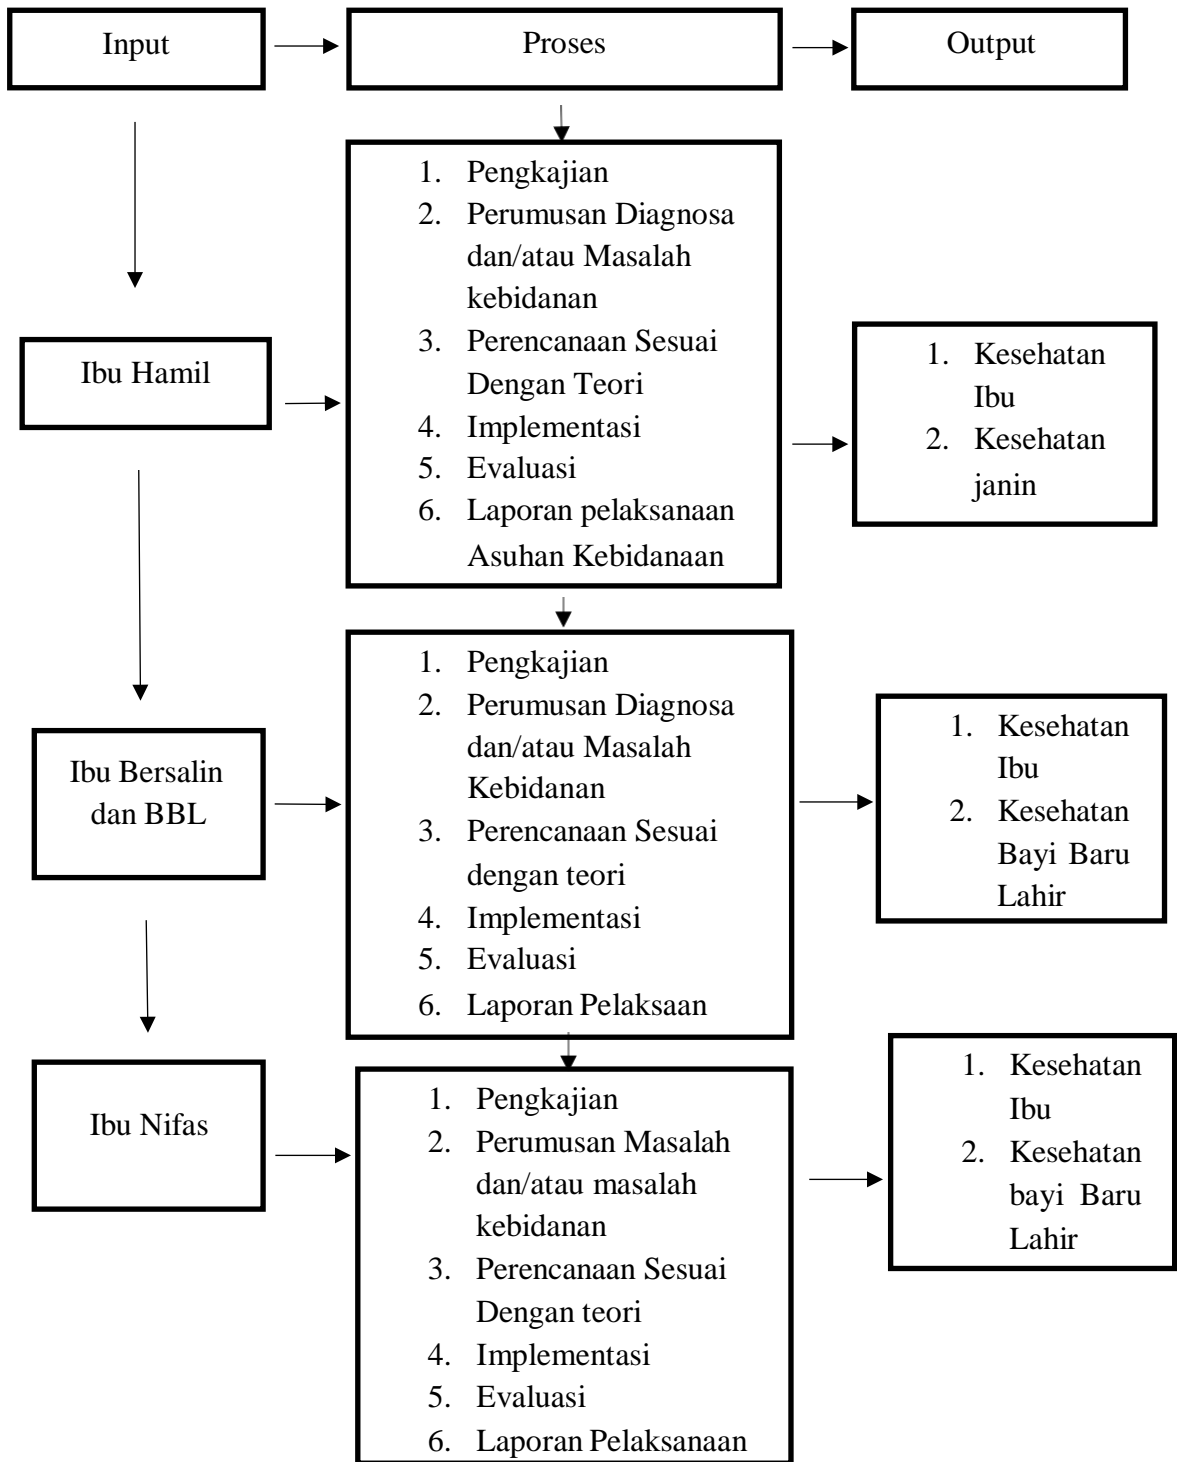 Input
Proses
Output
1. Pengkajian
2. Perumusan Diagnosa
dan/atau Masalah
kebidanan
3. Perencanaan Sesuai
Dengan Teori
4. Implementasi
5. Evaluasi
6. Laporan pelaksanaan
Asuhan Kebidanaan
Ibu Hamil
1. Kesehatan
Ibu
2. Kesehatan
janin
1. Pengkajian
2. Perumusan Diagnosa
dan/atau Masalah
Kebidanan
3. Perencanaan Sesuai
dengan teori
4. Implementasi
5. Evaluasi
6. Laporan Pelaksaan
Ibu Bersalin
dan BBL
1. Kesehatan
Ibu
2. Kesehatan
Bayi Baru
Lahir
Ibu Nifas
1. Pengkajian
2. Perumusan Masalah
dan/atau masalah
kebidanan
3. Perencanaan Sesuai
Dengan teori
4. Implementasi
5. Evaluasi
6. Laporan Pelaksanaan
1. Kesehatan
Ibu
2. Kesehatan
bayi Baru
Lahir